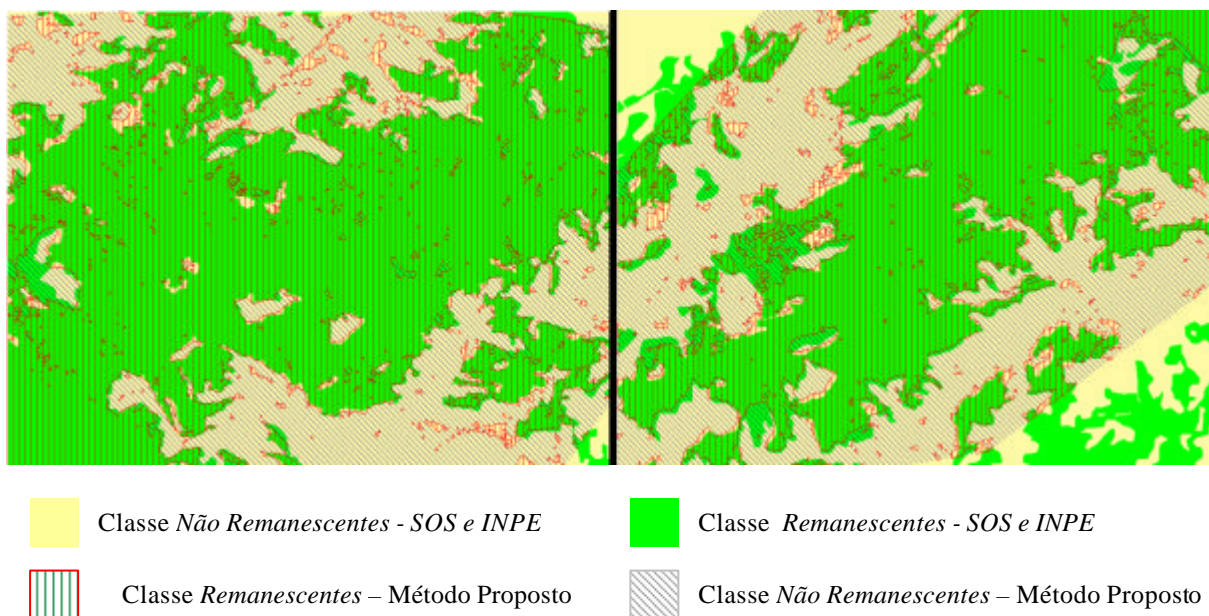 Classe Não Remanescentes - SOS e INPE
Classe Remanescentes - SOS e INPE
Classe Remanescentes – Método Proposto
Classe Não Remanescentes – Método Proposto